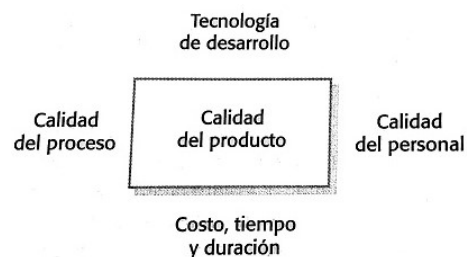 Tecnología
de desarrollo
Calidad
del proceso
Calidad
del producto
Calidad
del personal
Costo, tiempo
y duración